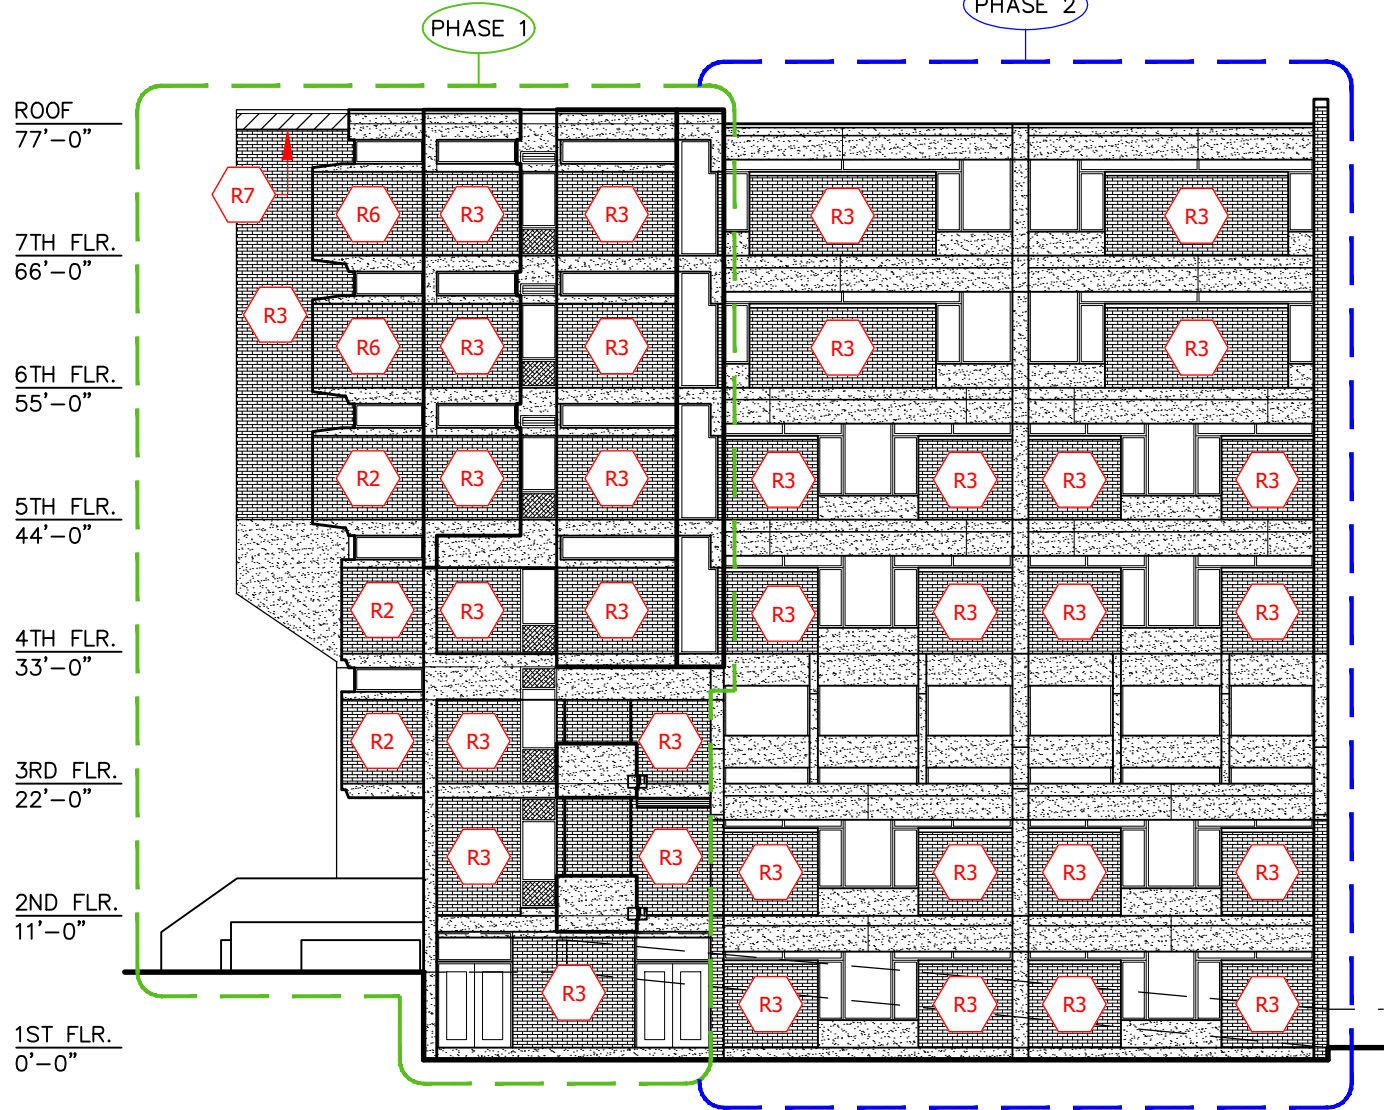 PHASE 1
PHASE 2
ROOF
77'-0"
R7
R6 R3 R3 R3 R3
7TH FLR.
66'-0"
R3
R6 R3 R3 R3 R3
6TH FLR.
55'-0"
R2 R3 R3 R3 R3 R3 R3
5TH FLR.
44'-0"
R2 R3 R3 R3 R3 R3 R3
4TH FLR.
33'-0"
R2 R3 R3
3RD FLR.
22'-0"
R3 R3 R3 R3 R3 R3
2ND FLR.
11'-0"
R3 R3 R3 R3 R3
1ST FLR.
0'-0"